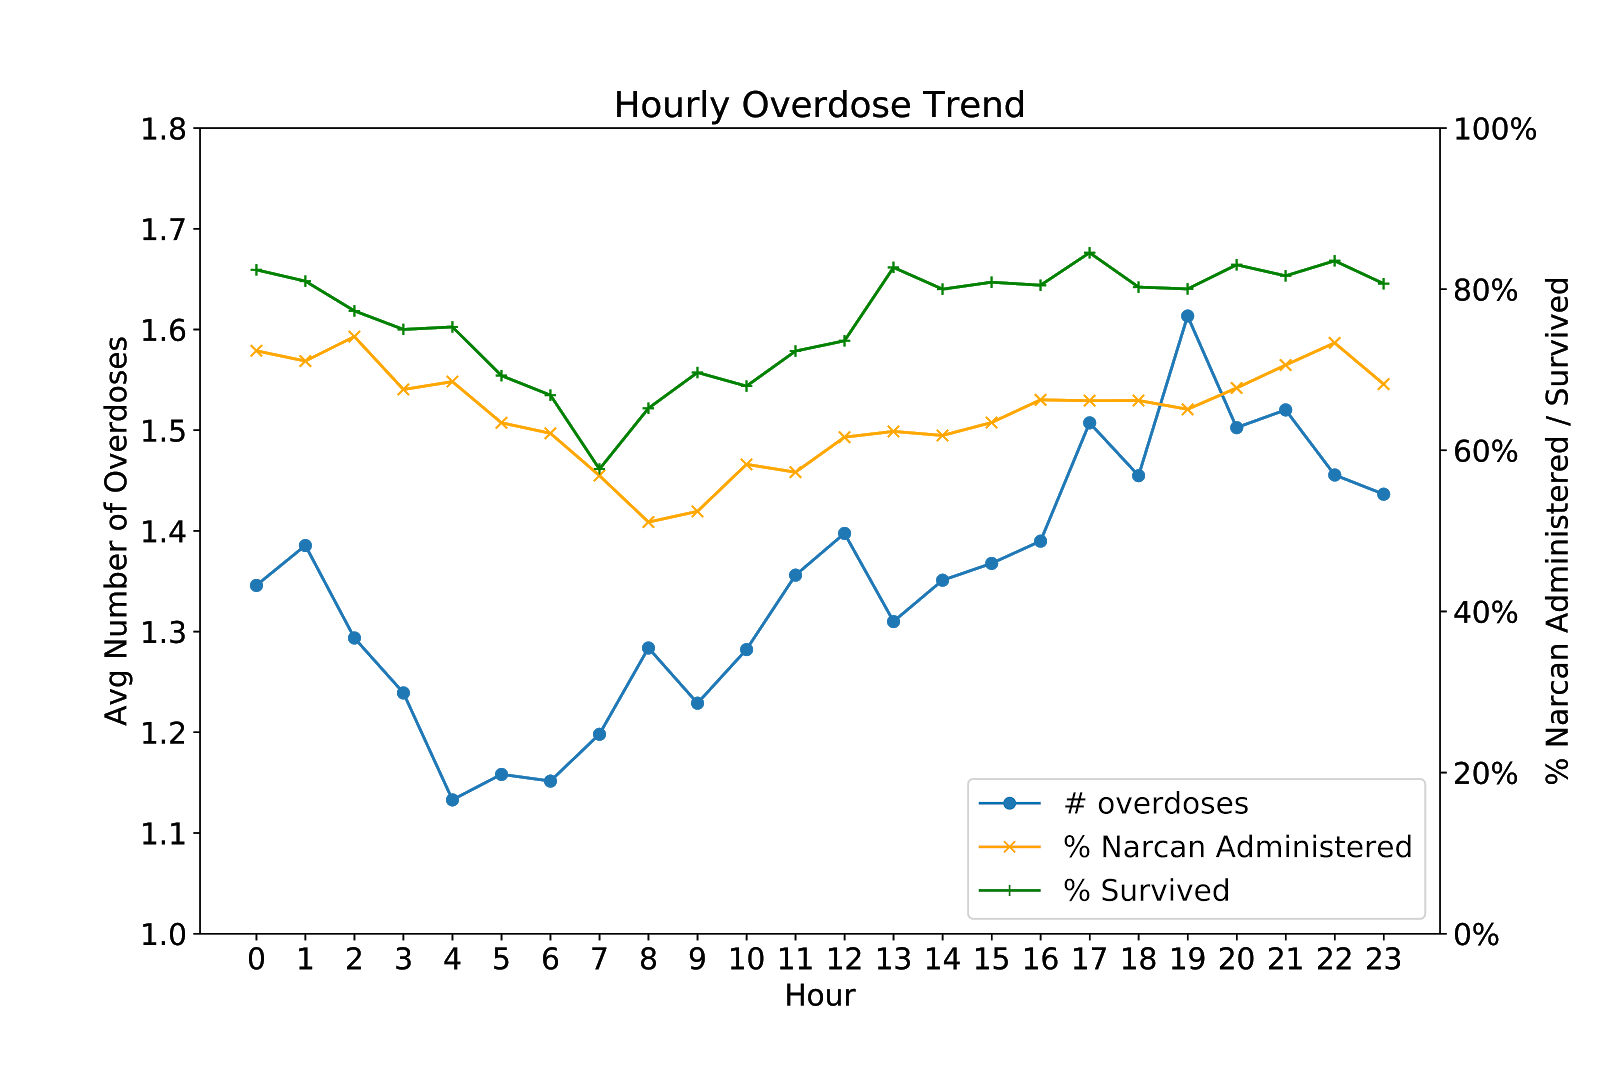 Hourly Overdose Trend
1.8
1.7
1.6
1.5
1.4
1.3
1.2
1.1
1.0
Avg Number of Overdoses
100%
80%
60%
40%
20%
0%
% Narcan Administered / Survived
# overdoses
% Narcan Administered
% Survived
0 1 2 3 4 5 6 7 8 9 10 11 12 13 14 15 16 17 18 19 20 21 22 23
Hour